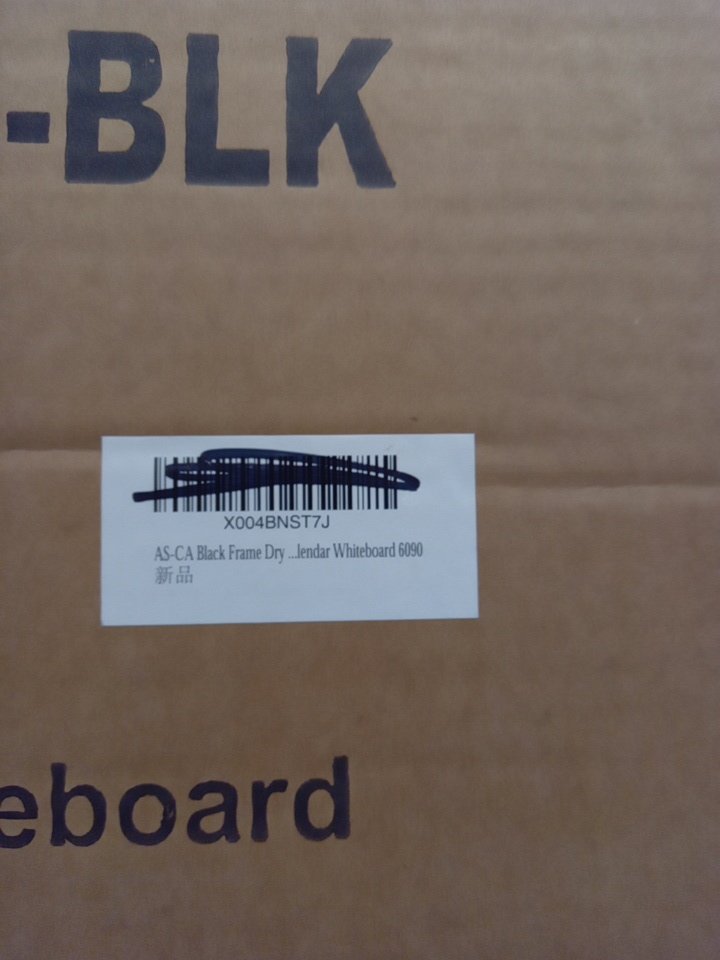 -BLK
X004BNST7J
AS-CA Black Frame Dry ...lendar Whiteboard 6090
新品
eboard